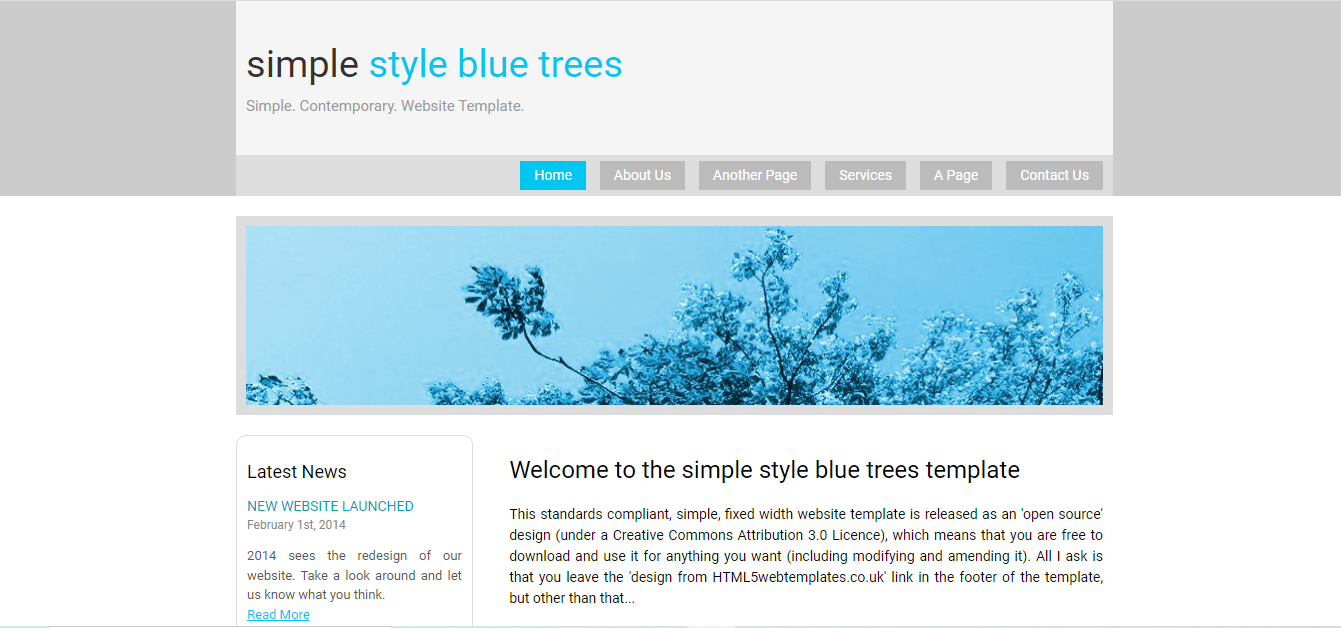 simple style blue trees
Simple. Contemporary. Website Template.
Home About Us Another Page Services A Page Contact Us
Latest News
NEW WEBSITE LAUNCHED
February 1st, 2014
2014 sees the redesign of our
website. Take a look around and let
us know what you think.
Read More
Welcome to the simple style blue trees template
This standards compliant, simple, fixed width website template is released as an 'open source'
design (under a Creative Commons Attribution 3.0 Licence), which means that you are free to
download and use it for anything you want (including modifying and amending it). All I ask is
that you leave the 'design from HTML5webtemplates.co.uk' link in the footer of the template,
but other than that...